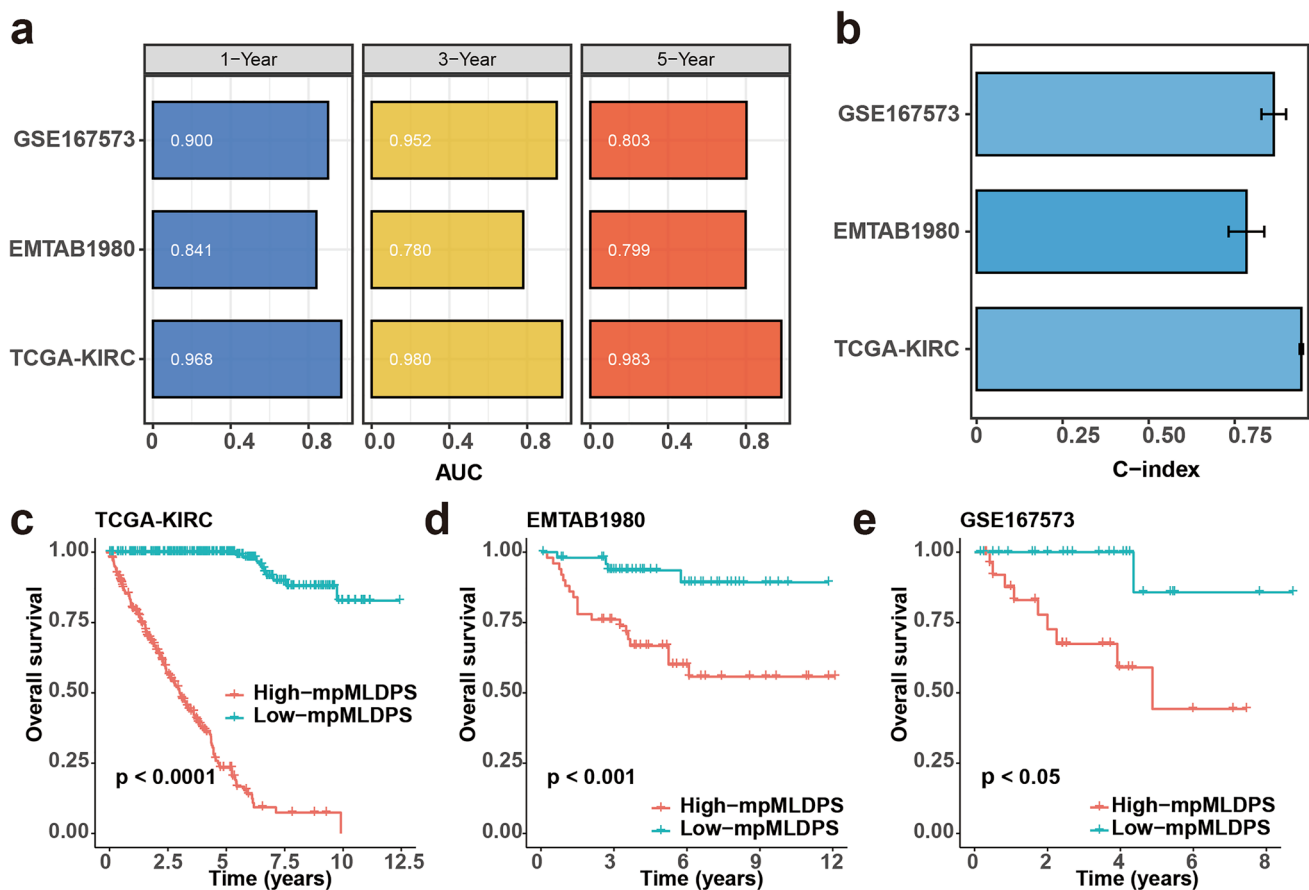 a
1−Year 3−Year 5−Year
GSE167573
0.900 0.952 0.803
EMTAB1980
0.841 0.780 0.799
TCGA-KIRC
0.968 0.980 0.983
0 0.4 0.8 0.0 0.4 0.8 0.0 0.4 0.8
AUC
b
GSE167573
EMTAB1980
TCGA-KIRC
0 0.25 0.50 0.75
C-index
c
TCGA-KIRC
1.00
0.75
0.50
0.25
0.00
Overall survival
High−mpMLDPS
Low−mpMLDPS
p < 0.0001
0 2.5 5 7.5 10 12.5
Time (years)
d
EMTAB1980
1.00
0.75
0.50
0.25
0.00
Overall survival
p < 0.001
High−mpMLDPS
Low−mpMLDPS
0 3 6 9 12
Time (years)
e
GSE167573
1.00
0.75
0.50
0.25
0.00
Overall survival
p < 0.05
High−mpMLDPS
Low−mpMLDPS
0 2 4 6 8
Time (years)